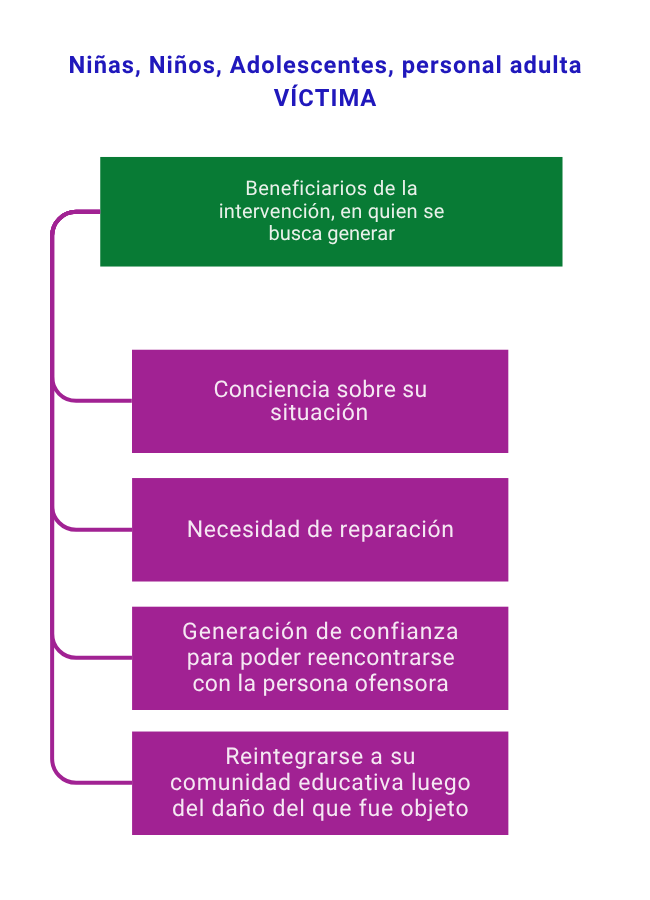 Niñas, Niños, Adolescentes, personal adulta
VÍCTIMA
Beneficiarios de la
intervención, en quien se
busca generar
Conciencia sobre su
situación
Necesidad de reparación
Generación de confianza
para poder reencontrarse
con la persona ofensora
Reintegrarse a su
comunidad educativa luego
del daño del que fue objeto